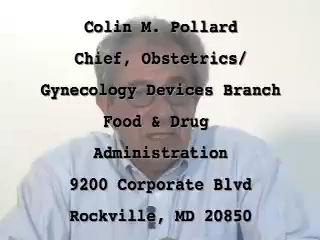 Colin M. Pollard
Chief, Obstetrics/
Gynecology Devices Branch
Food & Drug
Administration
9200 Corporate Blvd
Rockville, MD 20850